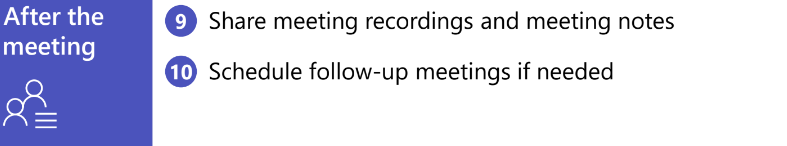 After the
meeting
9 Share meeting recordings and meeting notes
10 Schedule follow-up meetings if needed